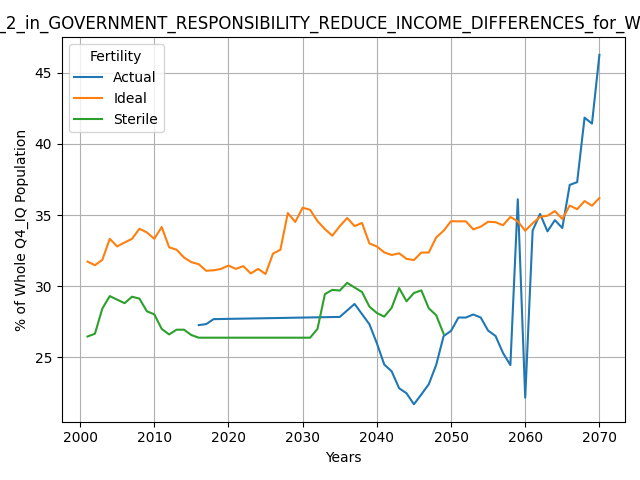 _2_in_GOVERNMENT_RESPONSIBILITY_REDUCE_INCOME_DIFFERENCES_for_W
Fertility
Actual
Ideal
Sterile
% of Whole Q4_IQ Population
45
40
35
30
25
2000 2010 2020 2030 2040 2050 2060 2070
Years